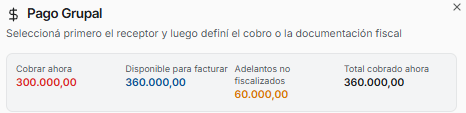 $ Pago Grupal
Seleccioná primero el receptor y luego definí el cobro o la documentación fiscal
Cobrar ahora
300.000,00
Disponible para facturar
360.000,00
Adelantos no
fiscalizados
60.000,00
Total cobrado ahora
360.000,00